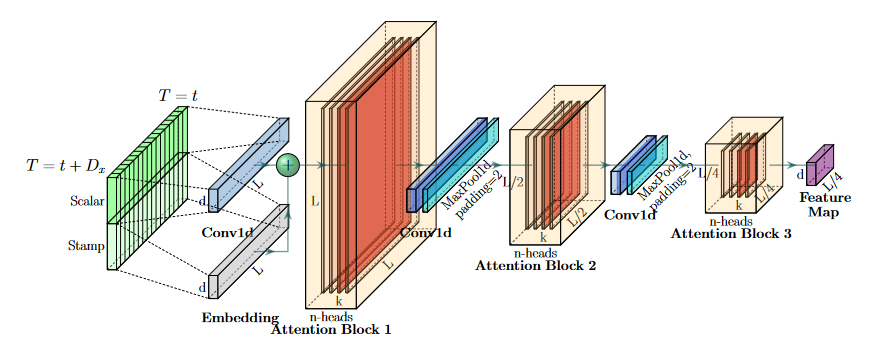 T = t
T = t + D_x
Scalar
Stamp
d
L
Conv1d
+
d
L
Embedding
L
L
k
n-heads
Attention Block 1
Conv1d
MaxPool1d,
padding=2
L/2
L/2
k
n-heads
Attention Block 2
Conv1d
MaxPool1d,
padding=2
L/4
L/4
k
n-heads
Attention Block 3
d
L/4
Feature
Map